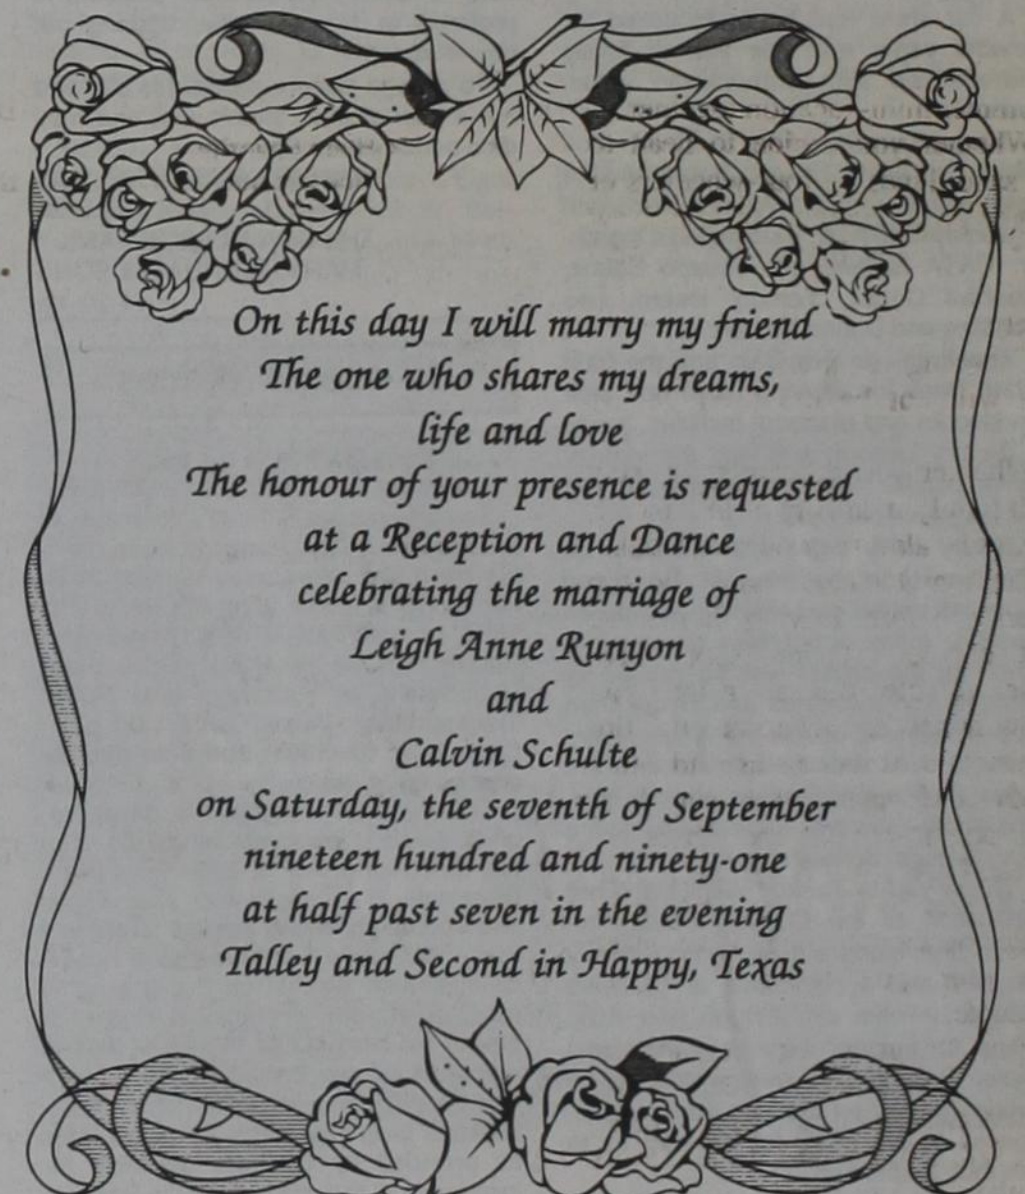 On this day I will marry my friend
The one who shares my dreams,
life and love
The honour of your presence is requested
at a Reception and Dance
celebrating the marriage of
Leigh Anne Runyon
and
Calvin Schulte
on Saturday, the seventh of September
nineteen hundred and ninety-one
at half past seven in the evening
Talley and Second in Happy, Texas